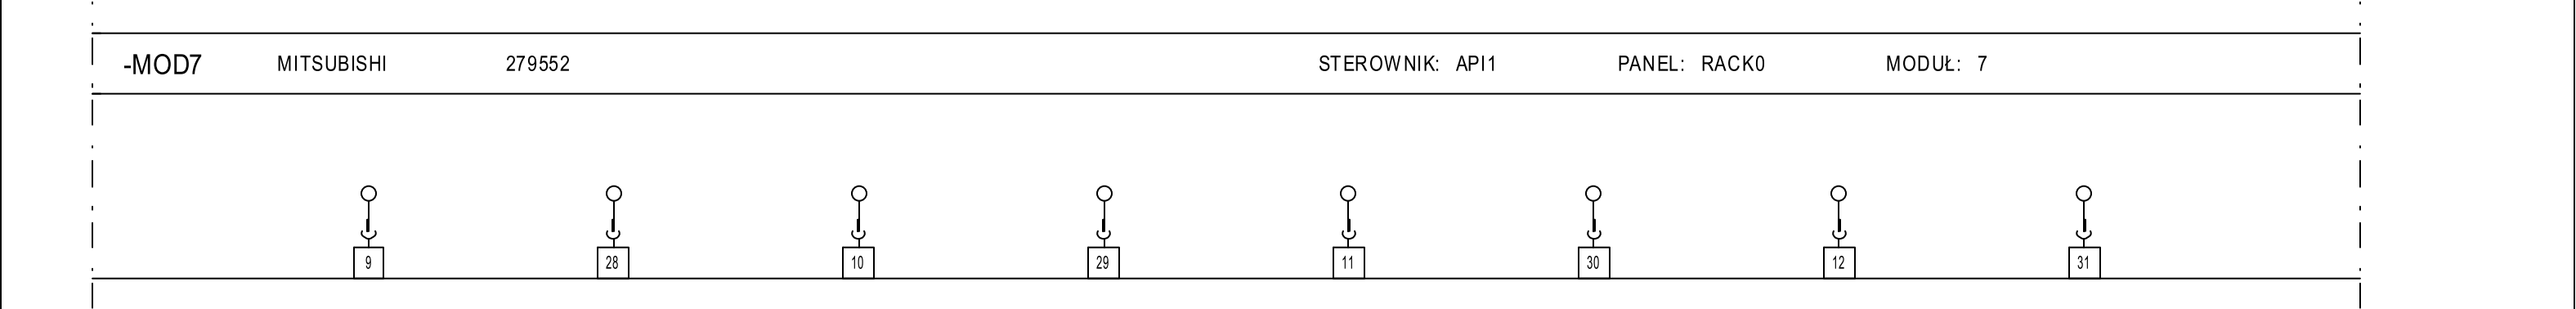 -MOD7 MITSUBISHI 279552 STEROWNIK: API1 PANEL: RACK0 MODUŁ: 7
9 28 10 29 11 30 12 31